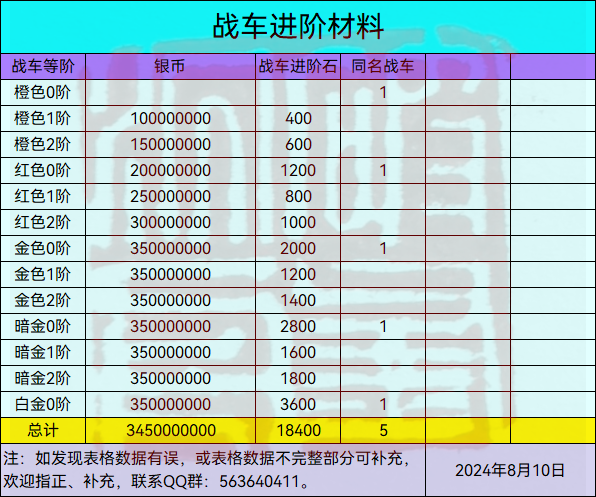 战车进阶材料
战车等阶 银币 战车进阶石 同名战车
橙色0阶 1
橙色1阶 100000000 400
橙色2阶 150000000 600
红色0阶 200000000 1200 1
红色1阶 250000000 800
红色2阶 300000000 1000
金色0阶 350000000 2000 1
金色1阶 350000000 1200
金色2阶 350000000 1400
暗金0阶 350000000 2800 1
暗金1阶 350000000 1600
暗金2阶 350000000 1800
白金0阶 350000000 3600 1
总计 3450000000 18400 5
注：如发现表格数据有误，或表格数据不完整部分可补充，
欢迎指正、补充，联系QQ群：563640411。
2024年8月10日